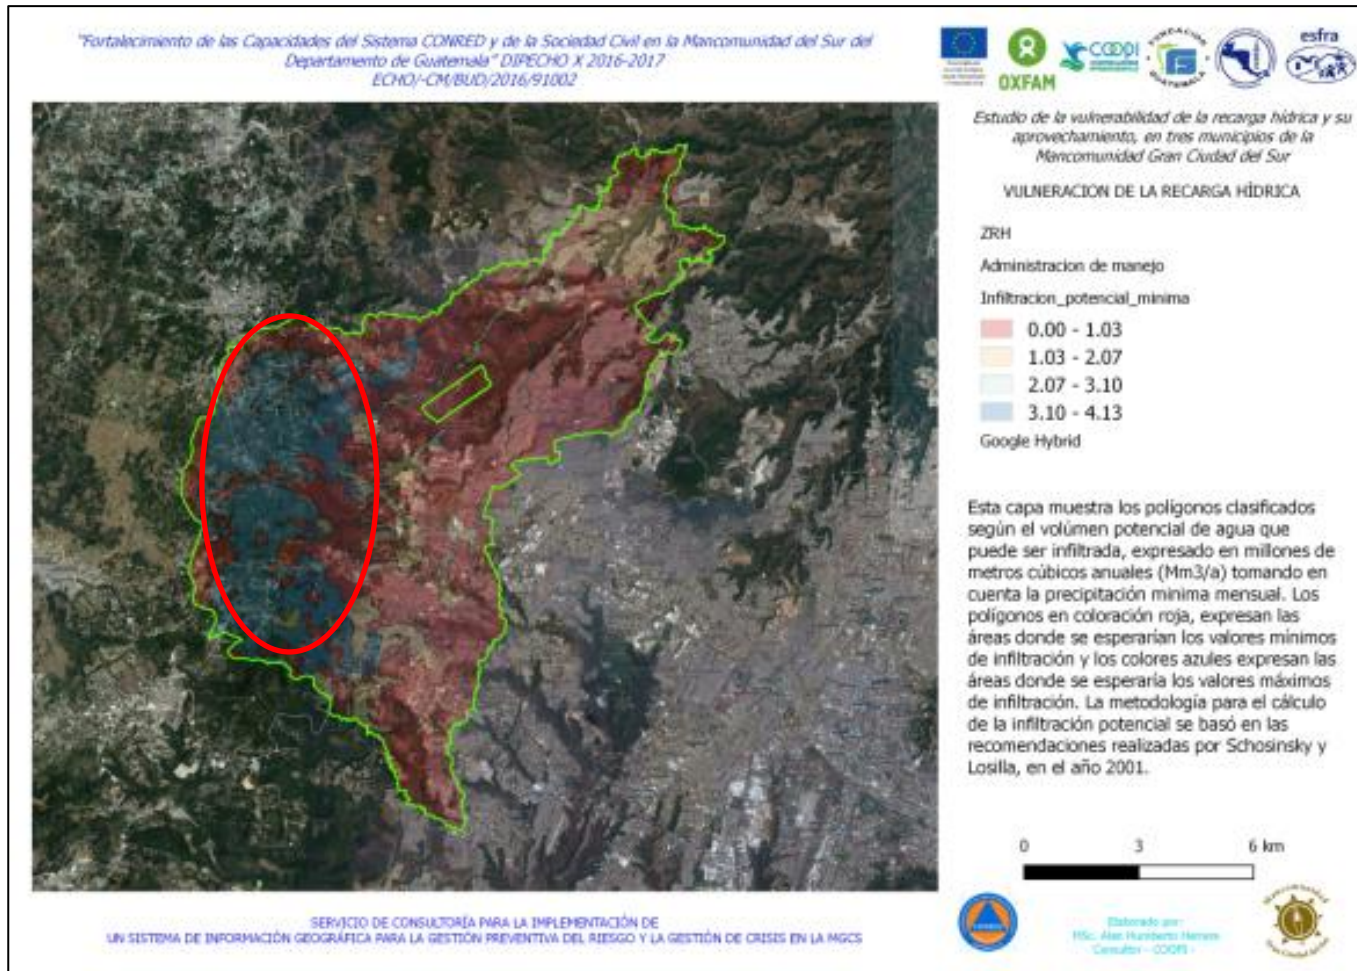 "Fortalecimiento de las Capacidades del Sistema CONRED y de la Sociedad Civil en la Mancomunidad del Sur del
Departamento de Guatemala" DIPECHO X 2016-2017
ECHO/-CM/BUD/2016/91002
OXFAM
COOPI
FUNDACION
GUATEMALA
esfra
Estudio de la vulnerabilidad de la recarga hídrica y su
aprovechamiento, en tres municipios de la
Mancomunidad Gran Ciudad del Sur
VULNERACION DE LA RECARGA HÍDRICA
ZRH
Administracion de manejo
Infiltracion_potencial_minima
0.00 - 1.03
1.03 - 2.07
2.07 - 3.10
3.10 - 4.13
Google Hybrid
Esta capa muestra los polígonos clasificados
según el volúmen potencial de agua que
puede ser infiltrada, expresado en millones de
metros cúbicos anuales (Mm3/a) tomando en
cuenta la precipitación minima mensual. Los
polígonos en coloración roja, expresan las
áreas donde se esperarían los valores mínimos
de infiltración y los colores azules expresan las
áreas donde se esperaría los valores máximos
de infiltración. La metodología para el cálculo
de la infiltración potencial se basó en las
recomendaciones realizadas por Schosinsky y
Losilla, en el año 2001.
0 3 6 km
SERVICIO DE CONSULTORÍA PARA LA IMPLEMENTACIÓN DE
UN SISTEMA DE INFORMACIÓN GEOGRÁFICA PARA LA GESTIÓN PREVENTIVA DEL RIESGO Y LA GESTIÓN DE CRISIS EN LA MGCS
Elaborado por:
MSc. Alan Humberto Herrera
Consultor - COOPI -